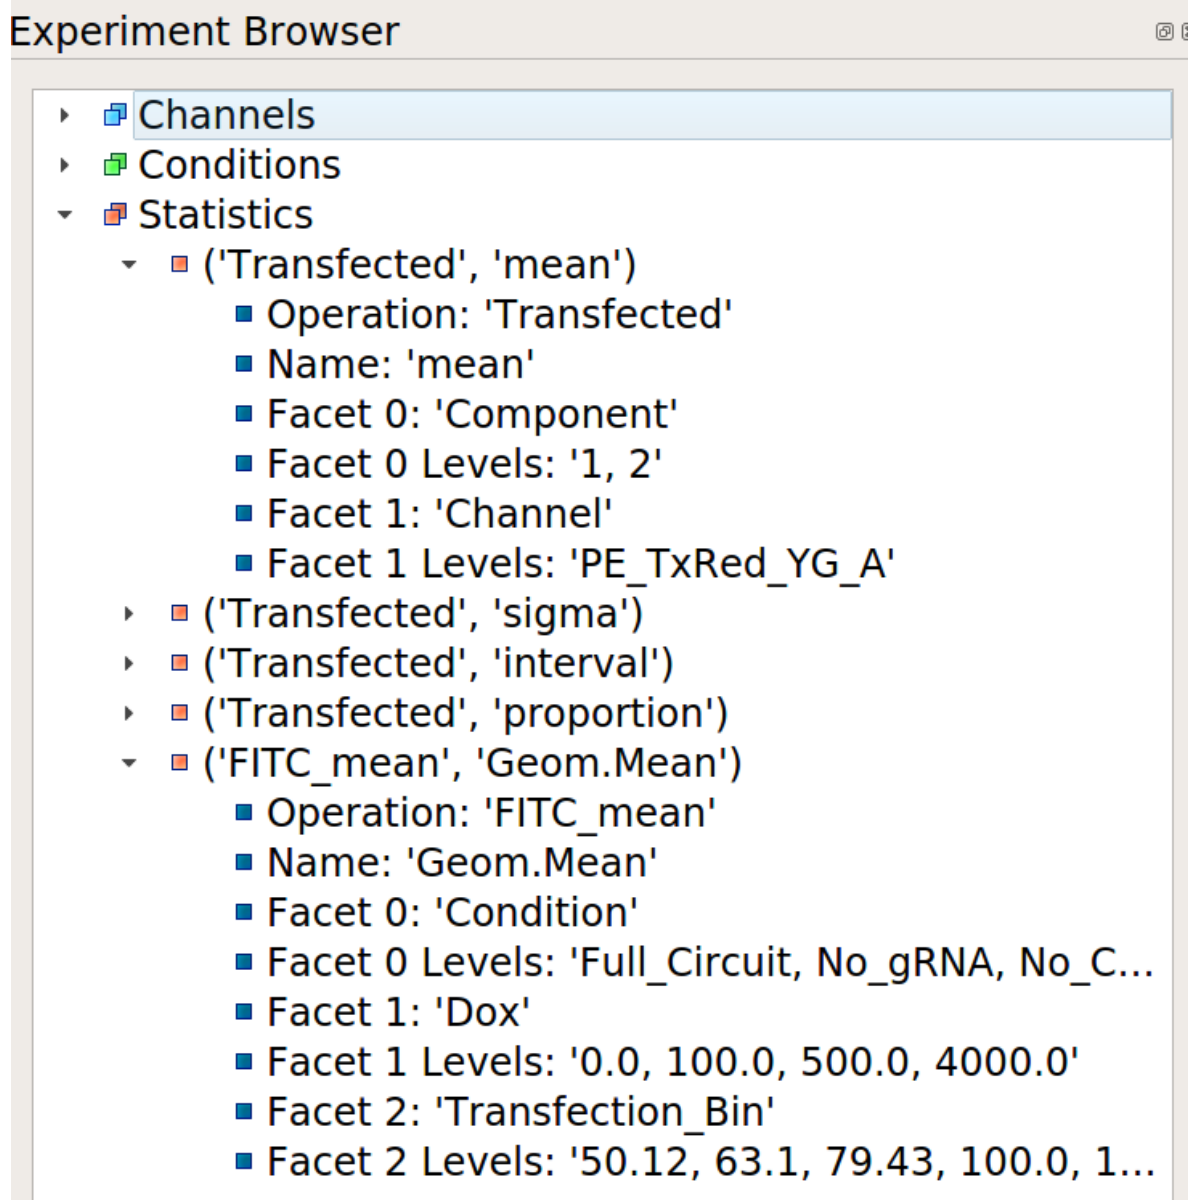 Experiment Browser
Channels
Conditions
Statistics
('Transfected', 'mean')
Operation: 'Transfected'
Name: 'mean'
Facet 0: 'Component'
Facet 0 Levels: '1, 2'
Facet 1: 'Channel'
Facet 1 Levels: 'PE_TxRed_YG_A'
('Transfected', 'sigma')
('Transfected', 'interval')
('Transfected', 'proportion')
('FITC_mean', 'Geom.Mean')
Operation: 'FITC_mean'
Name: 'Geom.Mean'
Facet 0: 'Condition'
Facet 0 Levels: 'Full_Circuit, No_gRNA, No_C...
Facet 1: 'Dox'
Facet 1 Levels: '0.0, 100.0, 500.0, 4000.0'
Facet 2: 'Transfection_Bin'
Facet 2 Levels: '50.12, 63.1, 79.43, 100.0, 1...